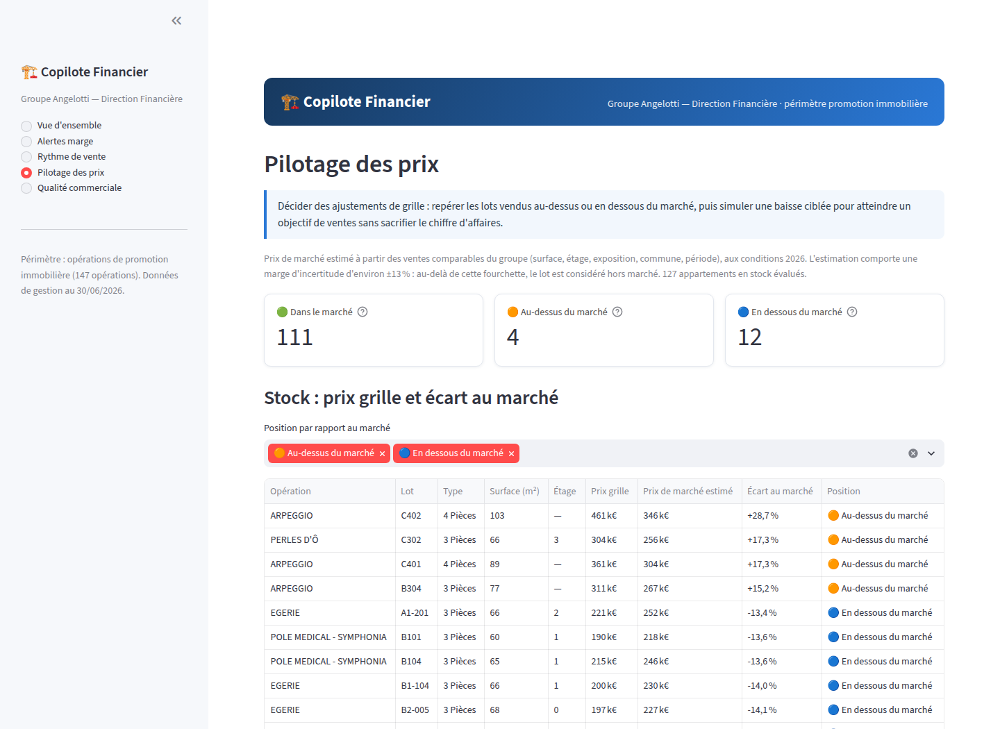 🏗️ Copilote Financier
Groupe Angelotti — Direction Financière
Vue d'ensemble
Alertes marge
Rythme de vente
Pilotage des prix
Qualité commerciale
Périmètre : opérations de promotion
immobilière (147 opérations). Données
de gestion au 30/06/2026.
🏗️ Copilote Financier
Groupe Angelotti — Direction Financière · périmètre promotion immobilière
Pilotage des prix
Décider des ajustements de grille : repérer les lots vendus au-dessus ou en dessous du marché, puis simuler une baisse ciblée pour atteindre un
objectif de ventes sans sacrifier le chiffre d'affaires.
Prix de marché estimé à partir des ventes comparables du groupe (surface, étage, exposition, commune, période), aux conditions 2026. L'estimation comporte une
marge d'incertitude d'environ ±13 % : au-delà de cette fourchette, le lot est considéré hors marché. 127 appartements en stock évalués.
🟢 Dans le marché
111
🟠 Au-dessus du marché
4
🔵 En dessous du marché
12
Stock : prix grille et écart au marché
Position par rapport au marché
🟠 Au-dessus du marché
🔵 En dessous du marché
Opération Lot Type Surface (m²) Étage Prix grille Prix de marché estimé Écart au marché Position
ARPEGGIO C402 4 Pièces 103 — 461 k€ 346 k€ +28,7 % 🟠 Au-dessus du marché
PERLES D'Ô C302 3 Pièces 66 3 304 k€ 256 k€ +17,3 % 🟠 Au-dessus du marché
ARPEGGIO C401 4 Pièces 89 — 361 k€ 304 k€ +17,3 % 🟠 Au-dessus du marché
ARPEGGIO B304 3 Pièces 77 — 311 k€ 267 k€ +15,2 % 🟠 Au-dessus du marché
EGERIE A1-201 3 Pièces 66 2 221 k€ 252 k€ -13,4 % 🔵 En dessous du marché
POLE MEDICAL - SYMPHONIA B101 3 Pièces 60 1 190 k€ 218 k€ -13,6 % 🔵 En dessous du marché
POLE MEDICAL - SYMPHONIA B104 3 Pièces 65 1 215 k€ 246 k€ -13,6 % 🔵 En dessous du marché
EGERIE B1-104 3 Pièces 66 1 200 k€ 230 k€ -14,0 % 🔵 En dessous du marché
EGERIE B2-005 3 Pièces 68 0 197 k€ 227 k€ -14,1 % 🔵 En dessous du marché